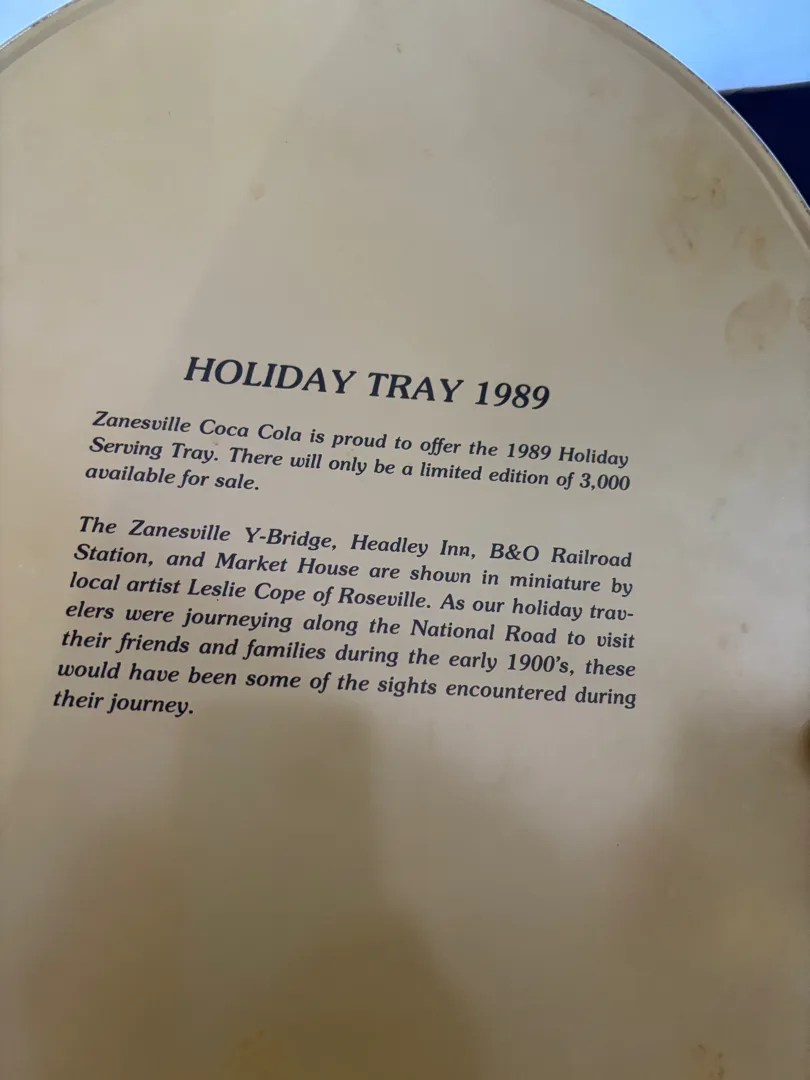 HOLIDAY TRAY 1989
Zanesville Coca Cola is proud to offer the 1989 Holiday
Serving Tray. There will only be a limited edition of 3,000
available for sale.
The Zanesville Y-Bridge, Headley Inn, B&O Railroad
Station, and Market House are shown in miniature by
local artist Leslie Cope of Roseville. As our holiday trav-
elers were journeying along the National Road to visit
their friends and families during the early 1900's, these
would have been some of the sights encountered during
their journey.